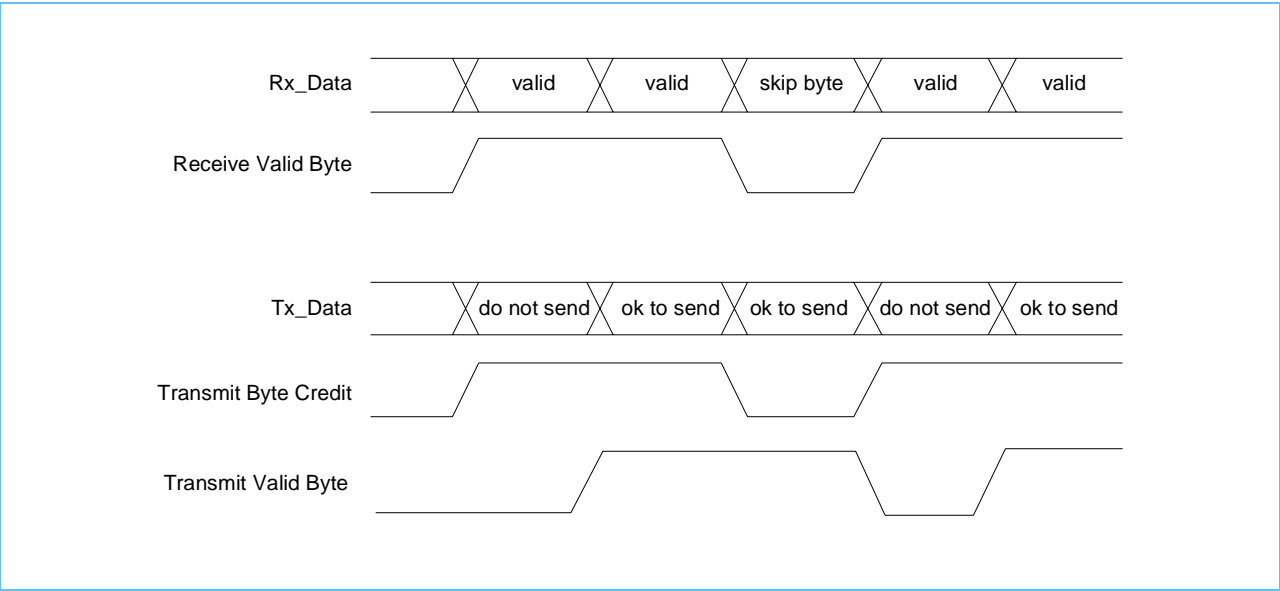 Rx_Data valid valid skip byte valid valid
Receive Valid Byte
Tx_Data do not send ok to send ok to send do not send ok to send
Transmit Byte Credit
Transmit Valid Byte